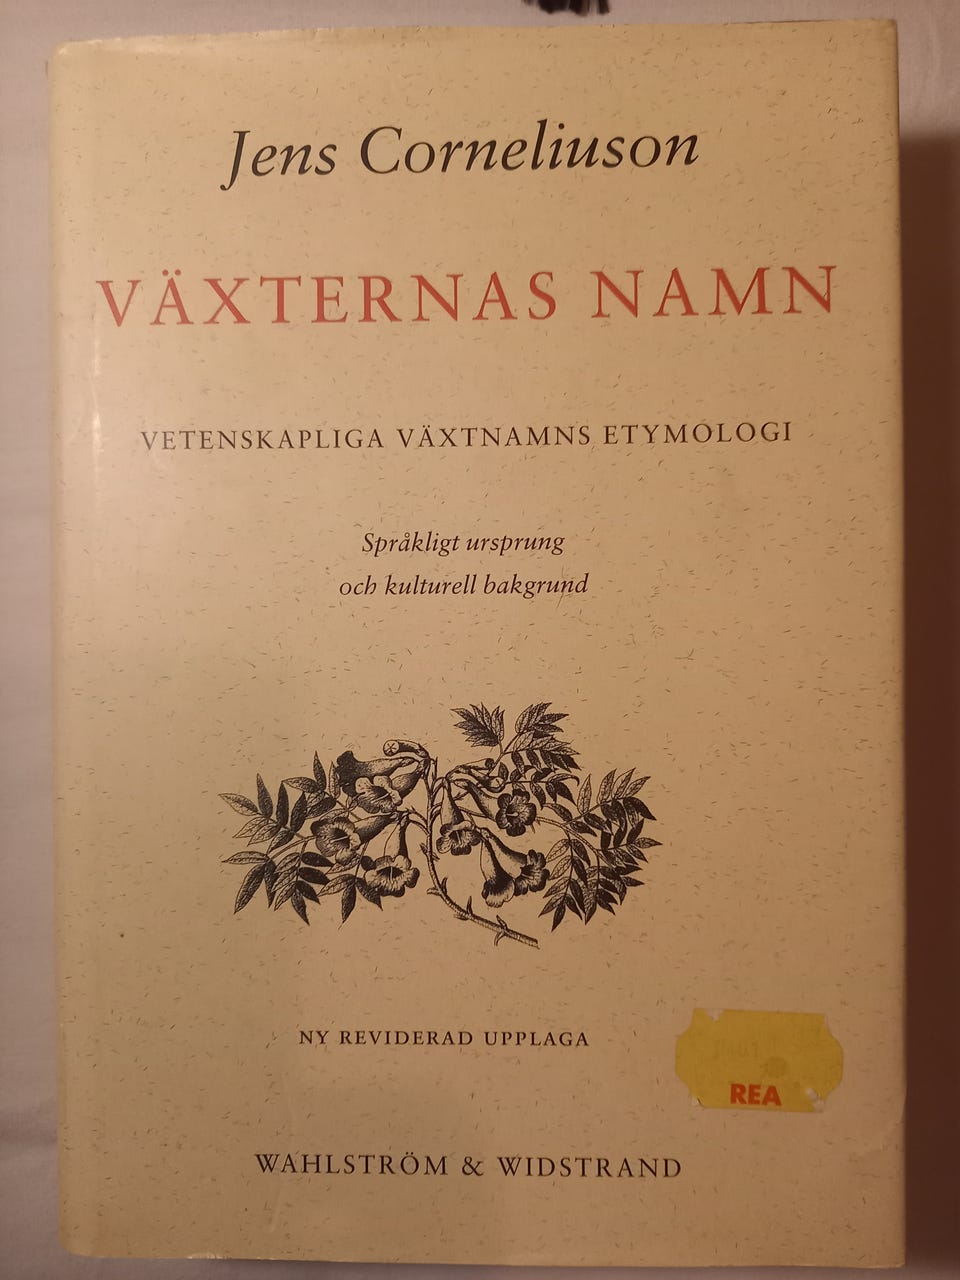 Jens Corneliuson
VÄXTERNAS NAMN
VETENSKAPLIGA VÄXTNAMNS ETYMOLOGI
Språkligt ursprung
och kulturell bakgrund
NY REVIDERAD UPPLAGA
REA
WAHLSTRÖM & WIDSTRAND